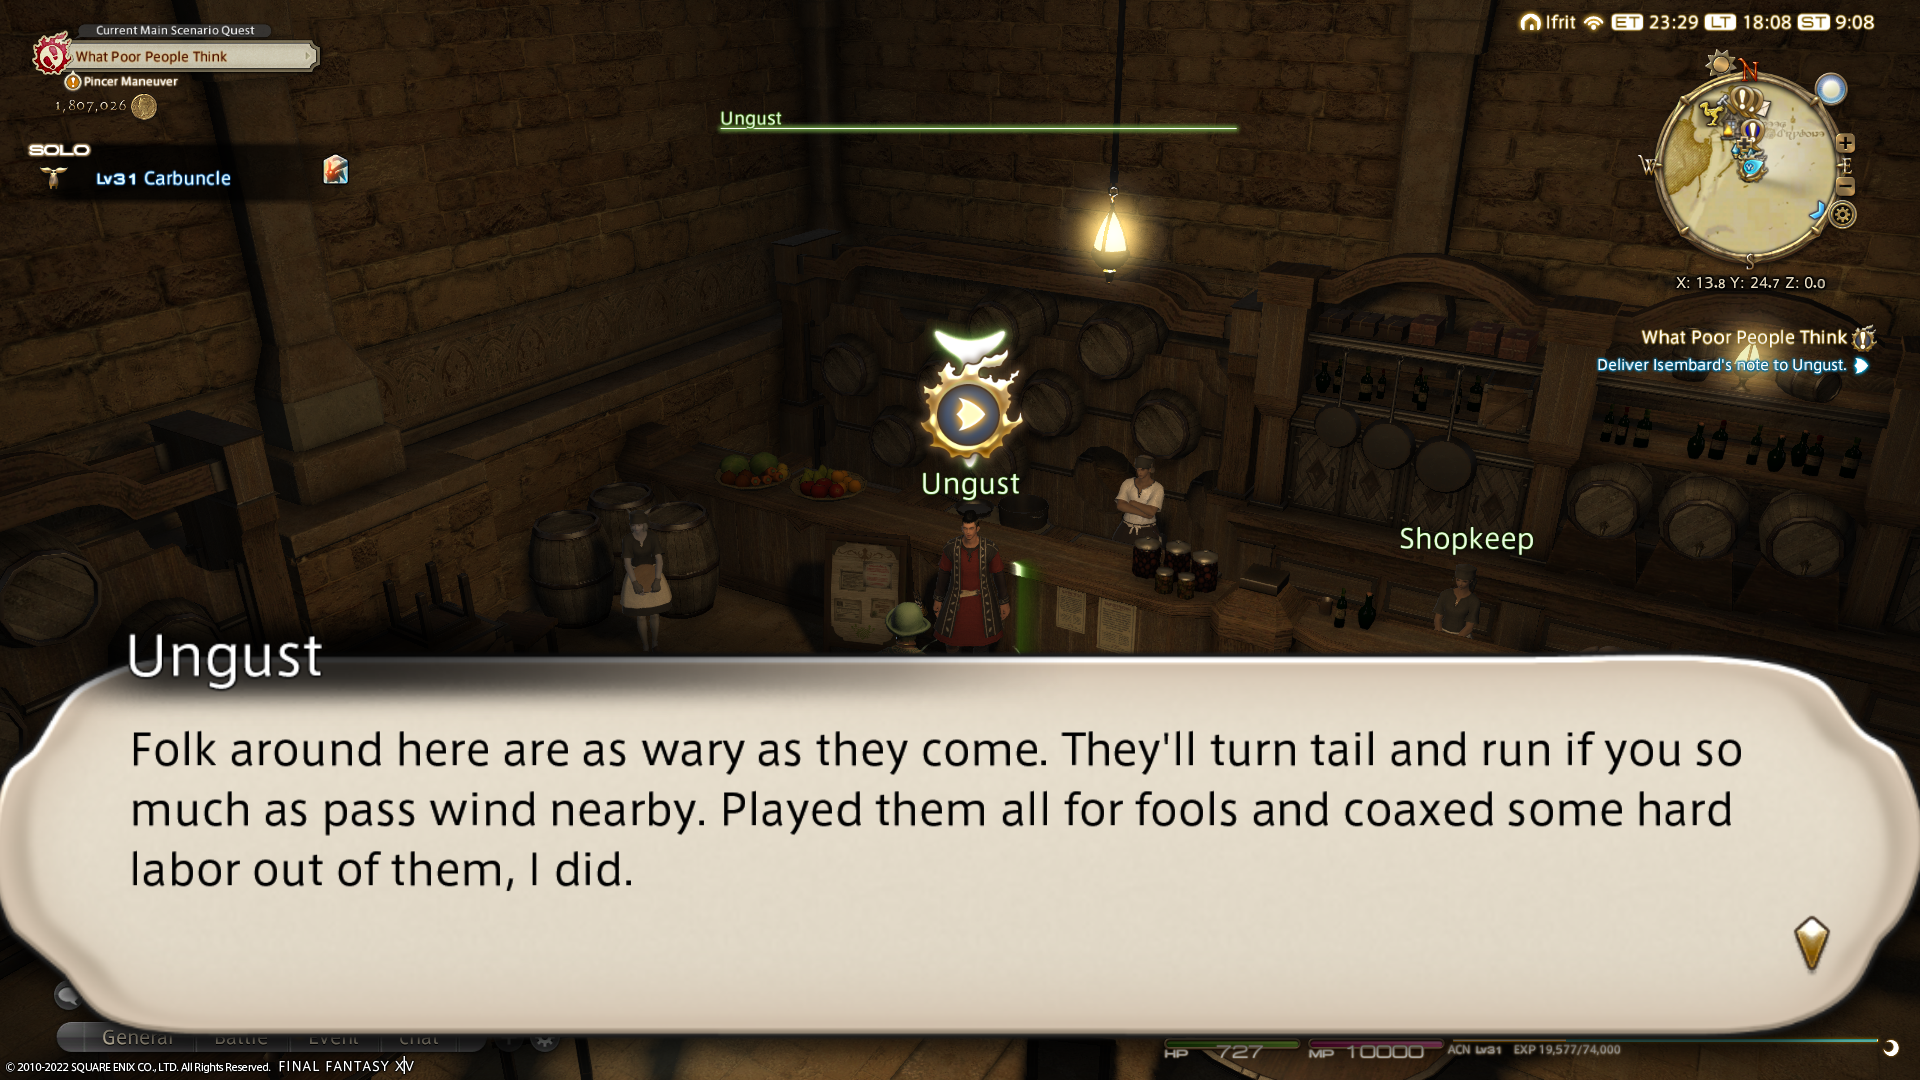 Current Main Scenario Quest
What Poor People Think
Pincer Maneuver
1,807,026
SOLO
Lv31 Carbuncle
Ungust
Ifrit ET 23:29 LT 18:08 ST 9:08
N
W
E
S
X: 13.8 Y: 24.7 Z: 0.0
What Poor People Think
Deliver Isembard's note to Ungust.
Ungust
Shopkeep
Ungust
Folk around here are as wary as they come. They'll turn tail and run if you so
much as pass wind nearby. Played them all for fools and coaxed some hard
labor out of them, I did.
General Battle Event Chat
HP 727 MP 10000 ACN Lv31 EXP 19,577/74,000
© 2010-2022 SQUARE ENIX CO., LTD. All Rights Reserved. FINAL FANTASY XIV